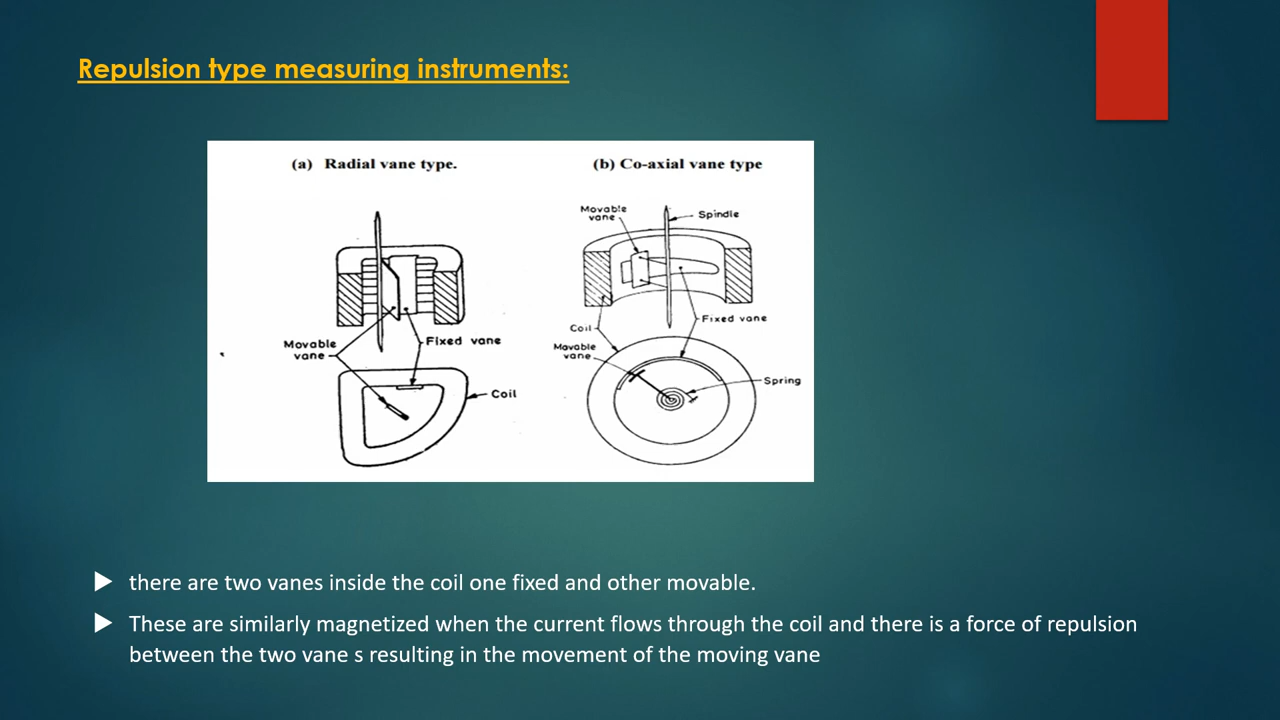 Repulsion type measuring instruments:
(a) Radial vane type.
(b) Co-axial vane type
Movable
vane
Spindle
Fixed vane
Coil
Movable
vane
Fixed vane
Movable
vane
Spring
Coil
there are two vanes inside the coil one fixed and other movable.
These are similarly magnetized when the current flows through the coil and there is a force of repulsion
between the two vane s resulting in the movement of the moving vane